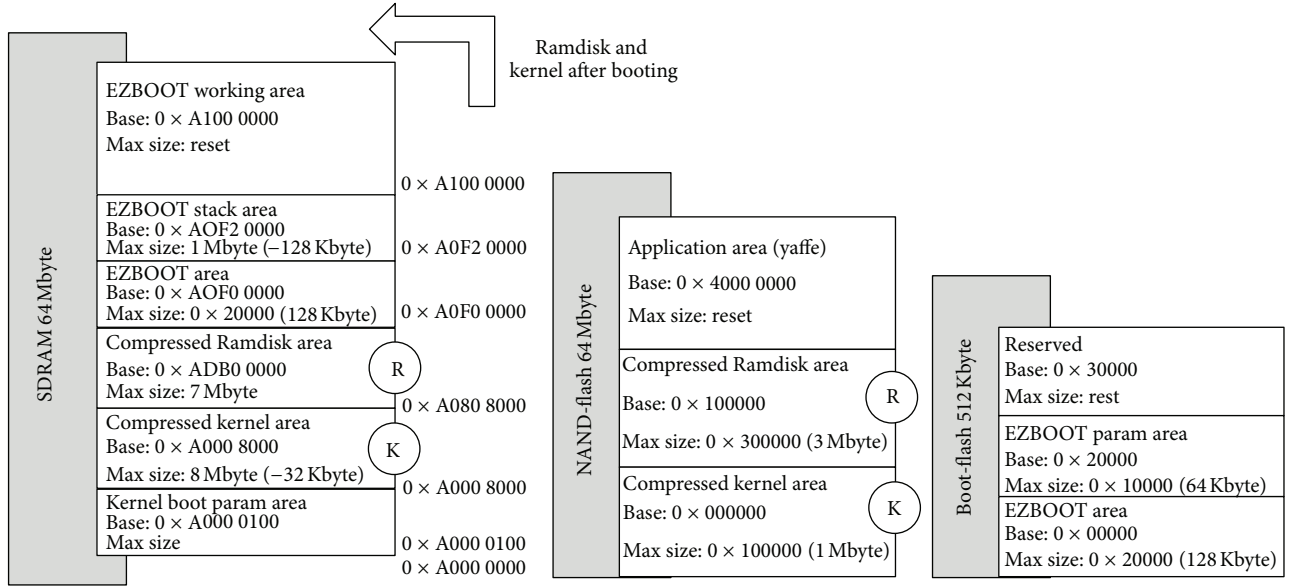 Ramdisk and
kernel after booting
SDRAM 64 Mbyte
EZBOOT working area
Base: 0 × A100 0000
Max size: reset
0 × A100 0000
EZBOOT stack area
Base: 0 × AOF2 0000
Max size: 1 Mbyte (−128 Kbyte)
0 × A0F2 0000
EZBOOT area
Base: 0 × AOF0 0000
Max size: 0 × 20000 (128 Kbyte)
0 × A0F0 0000
Compressed Ramdisk area
Base: 0 × ADB0 0000
Max size: 7 Mbyte
R
0 × A080 8000
Compressed kernel area
Base: 0 × A000 8000
Max size: 8 Mbyte (−32 Kbyte)
K
0 × A000 8000
Kernel boot param area
Base: 0 × A000 0100
Max size
0 × A000 0100
0 × A000 0000
NAND-flash 64 Mbyte
Application area (yaffe)
Base: 0 × 4000 0000
Max size: reset
Compressed Ramdisk area
Base: 0 × 100000
Max size: 0 × 300000 (3 Mbyte)
R
Compressed kernel area
Base: 0 × 000000
Max size: 0 × 100000 (1 Mbyte)
K
Boot-flash 512 Kbyte
Reserved
Base: 0 × 30000
Max size: rest
EZBOOT param area
Base: 0 × 20000
Max size: 0 × 10000 (64 Kbyte)
EZBOOT area
Base: 0 × 00000
Max size: 0 × 20000 (128 Kbyte)